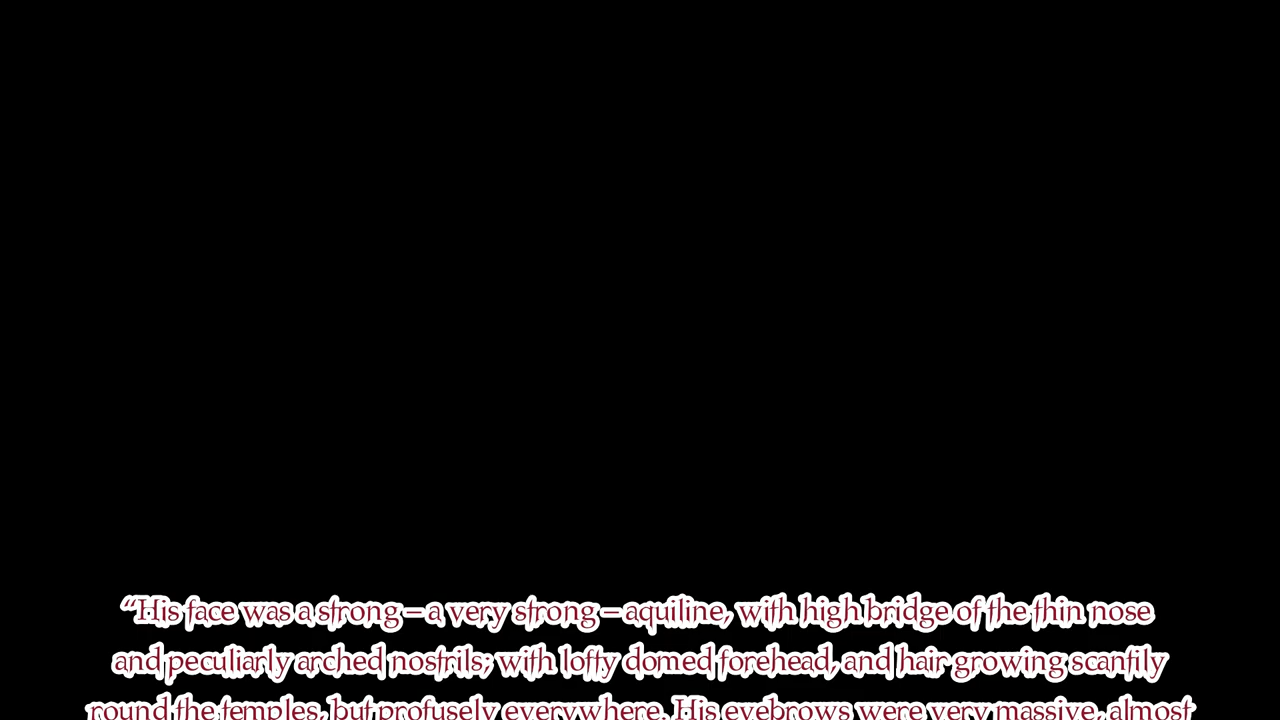 “His face was a strong – a very strong – aquiline, with high bridge of the thin nose
and peculiarly arched nostrils; with lofty domed forehead, and hair growing scantily
round the temples, but profusely everywhere. His eyebrows were very massive, almost